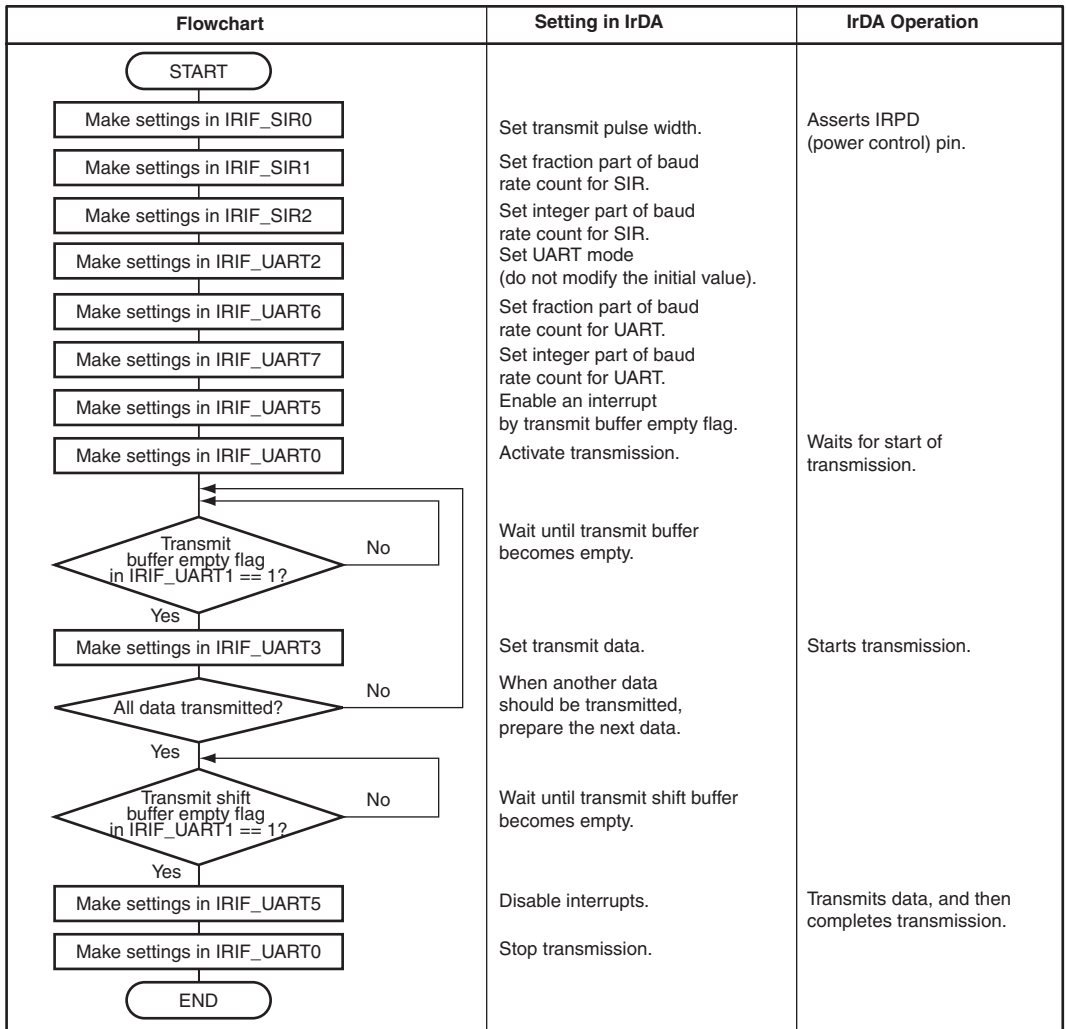 Flowchart
Setting in IrDA
IrDA Operation
START
Make settings in IRIF_SIR0
Set transmit pulse width.
Asserts IRPD
(power control) pin.
Make settings in IRIF_SIR1
Set fraction part of baud
rate count for SIR.
Make settings in IRIF_SIR2
Set integer part of baud
rate count for SIR.
Make settings in IRIF_UART2
Set UART mode
(do not modify the initial value).
Make settings in IRIF_UART6
Set fraction part of baud
rate count for UART.
Make settings in IRIF_UART7
Set integer part of baud
rate count for UART.
Make settings in IRIF_UART5
Enable an interrupt
by transmit buffer empty flag.
Make settings in IRIF_UART0
Activate transmission.
Waits for start of
transmission.
Transmit
buffer empty flag
in IRIF_UART1 == 1?
No
Wait until transmit buffer
becomes empty.
Yes
Make settings in IRIF_UART3
Set transmit data.
Starts transmission.
All data transmitted?
No
When another data
should be transmitted,
prepare the next data.
Yes
Transmit shift
buffer empty flag
in IRIF_UART1 == 1?
No
Wait until transmit shift buffer
becomes empty.
Yes
Make settings in IRIF_UART5
Disable interrupts.
Transmits data, and then
completes transmission.
Make settings in IRIF_UART0
Stop transmission.
END